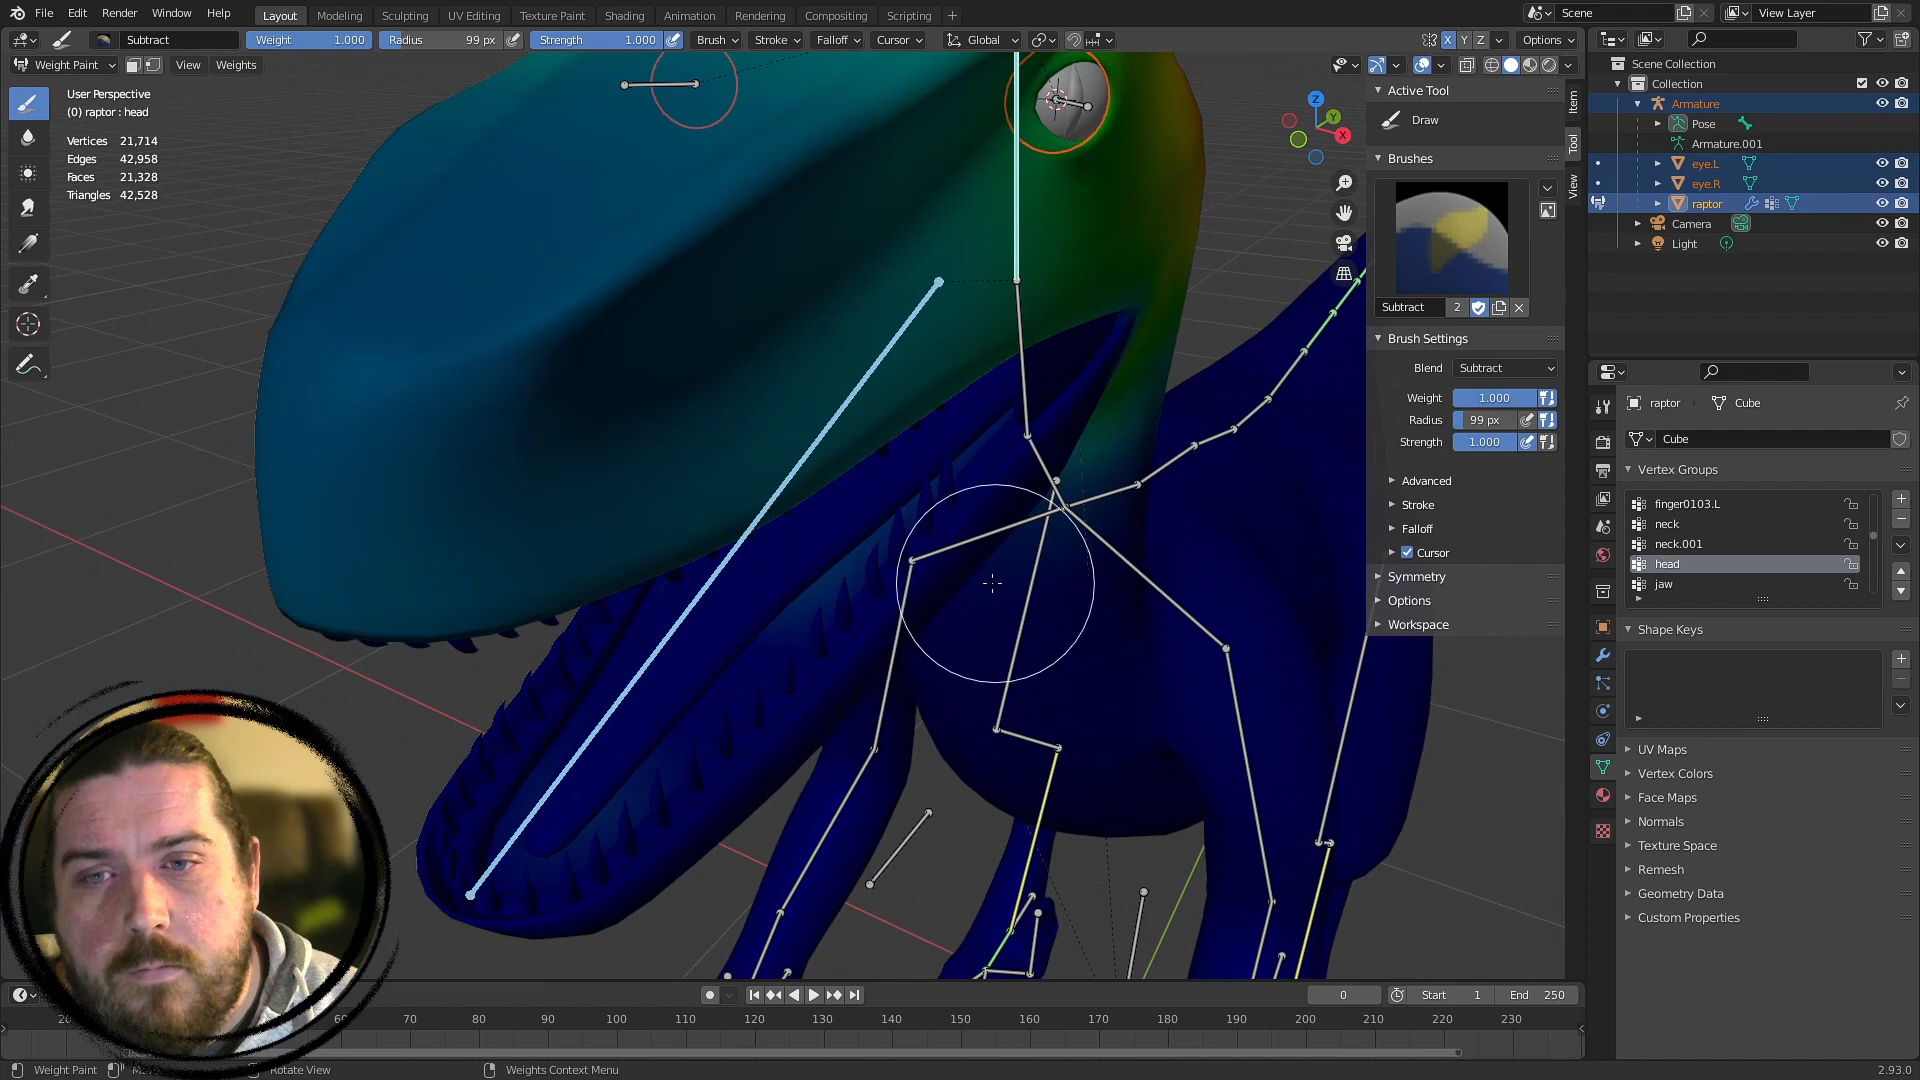 File Edit Render Window Help Layout Modeling Sculpting UV Editing Texture Paint Shading Animation Rendering Compositing Scripting Scene View Layer
Subtract Weight 1.000 Radius 99 px Strength 1.000 Brush Stroke Falloff Cursor Global X Y Z Options
Weight Paint View Weights
User Perspective
(0) raptor : head
Vertices 21,714
Edges 42,958
Faces 21,328
Triangles 42,528
Z
Y
X
Active Tool
Draw
Brushes
Subtract 2
Brush Settings
Blend Subtract
Weight 1.000
Radius 99 px
Strength 1.000
Advanced
Stroke
Falloff
Cursor
Symmetry
Options
Workspace
Item
Tool
View
Scene Collection
Collection
Armature
Pose
Armature.001
eye.L
eye.R
raptor
Camera
Light
raptor Cube
Cube
Vertex Groups
finger0103.L
neck
neck.001
head
jaw
Shape Keys
UV Maps
Vertex Colors
Face Maps
Normals
Texture Space
Remesh
Geometry Data
Custom Properties
0 Start 1 End 250
60 70 80 90 100 110 120 130 140 150 160 170 180 190 200 210 220 230
Weight Paint Rotate View Weights Context Menu 2.93.0